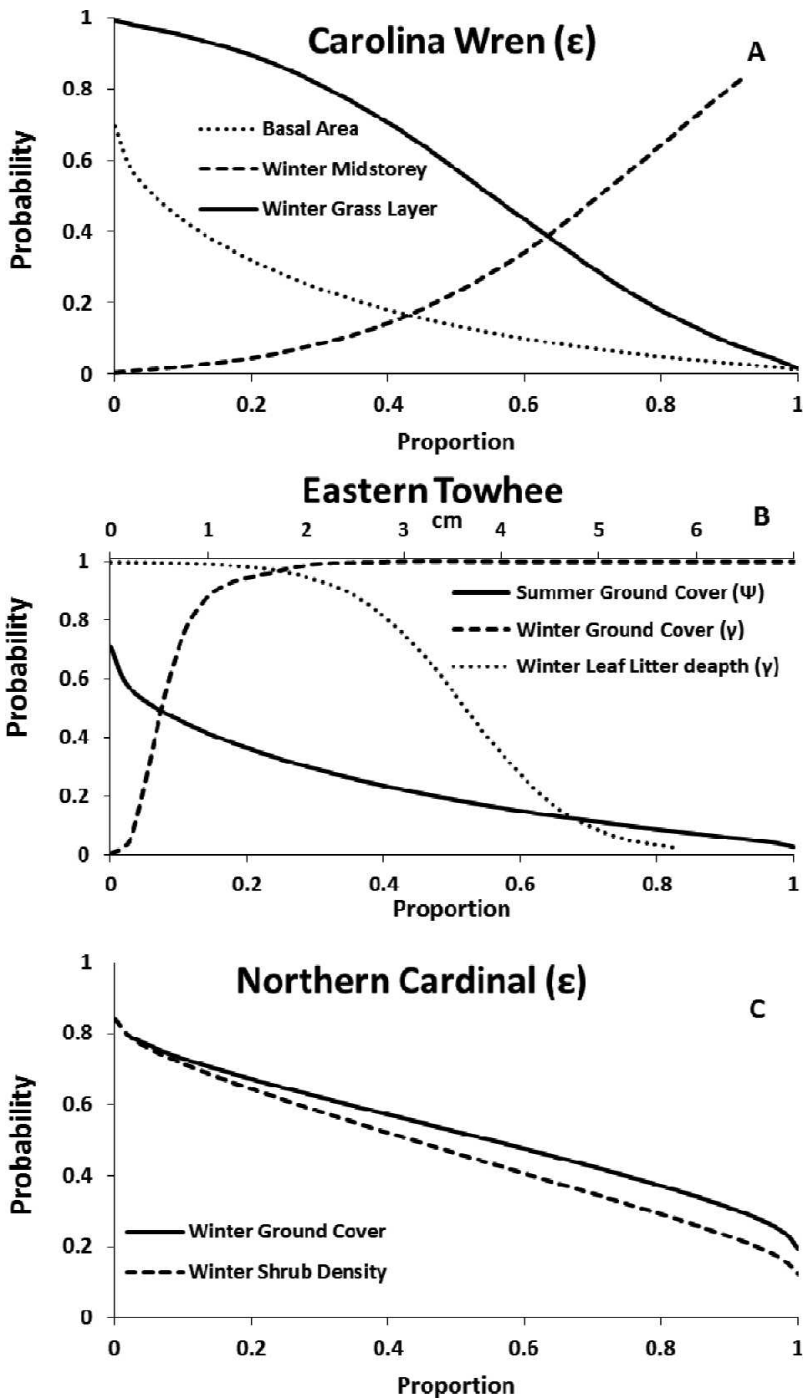 Carolina Wren (ε)
A
1
0.8
0.6
0.4
0.2
0
Probability
Basal Area
Winter Midstorey
Winter Grass Layer
0 0.2 0.4 0.6 0.8 1
Proportion
Eastern Towhee
B
0 1 2 3 4 5 6
cm
1
0.8
0.6
0.4
0.2
0
Probability
Summer Ground Cover (Ψ)
Winter Ground Cover (γ)
Winter Leaf Litter deapth (γ)
0 0.2 0.4 0.6 0.8 1
Proportion
Northern Cardinal (ε)
C
1
0.8
0.6
0.4
0.2
0
Probability
Winter Ground Cover
Winter Shrub Density
0 0.2 0.4 0.6 0.8 1
Proportion